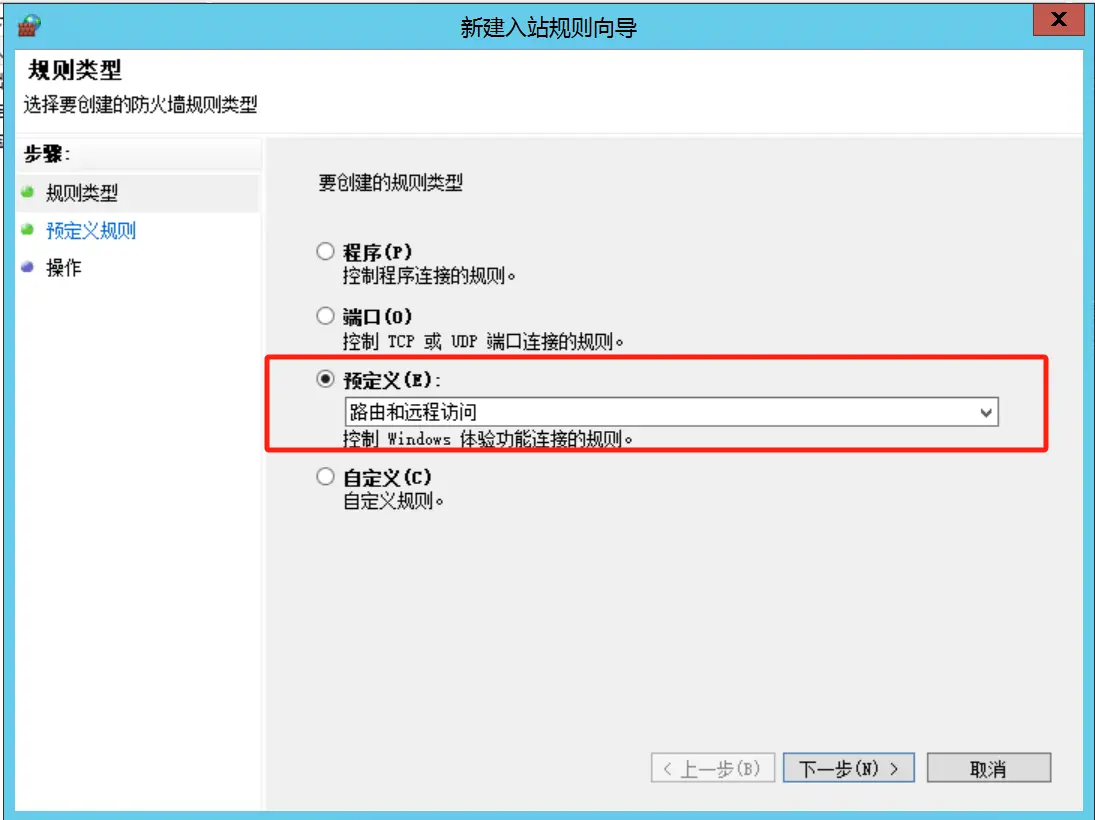 新建入站规则向导
规则类型
选择要创建的防火墙规则类型
步骤:
规则类型
预定义规则
操作
要创建的规则类型
程序(P)
控制程序连接的规则。
端口(O)
控制 TCP 或 UDP 端口连接的规则。
预定义(E):
路由和远程访问
控制 Windows 体验功能连接的规则。
自定义(C)
自定义规则。
< 上一步(B)
下一步(N) >
取消